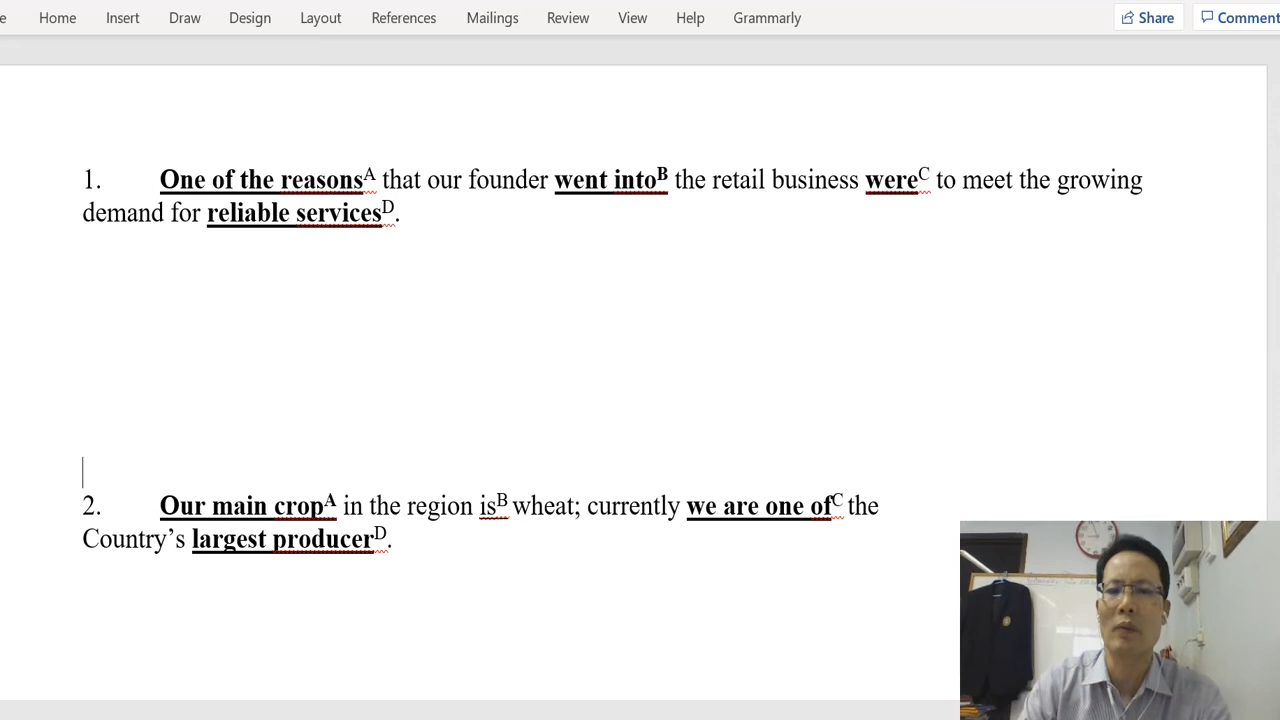 e Home Insert Draw Design Layout References Mailings Review View Help Grammarly Share Comment
1. One of the reasonsA that our founder went intoB the retail business wereC to meet the growing
demand for reliable servicesD.
2. Our main cropA in the region isB wheat; currently we are one ofC the
Country’s largest producerD.